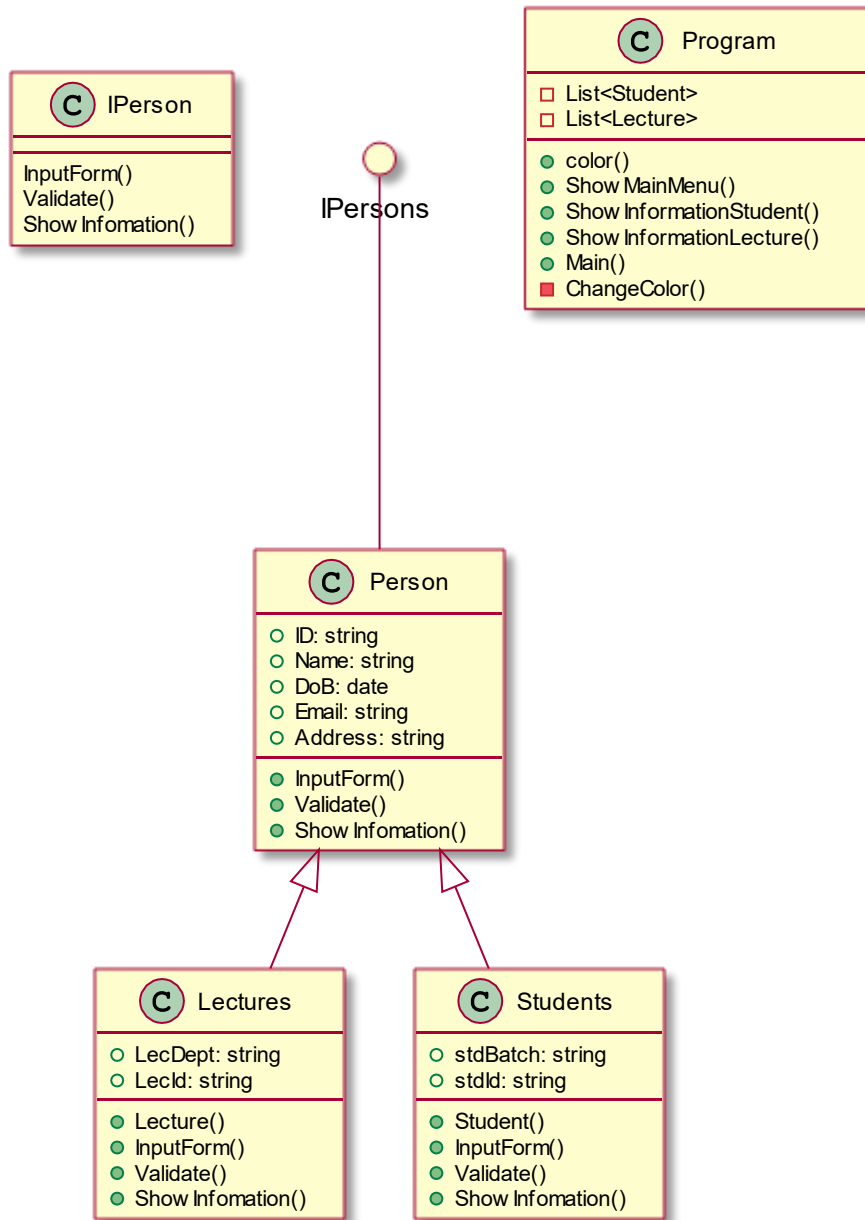 C IPerson
InputForm()
Validate()
Show Infomation()
IPersons
C Program
List<Student>
List<Lecture>
color()
Show MainMenu()
Show InformationStudent()
Show InformationLecture()
Main()
ChangeColor()
C Person
ID: string
Name: string
DoB: date
Email: string
Address: string
InputForm()
Validate()
Show Infomation()
C Lectures
LecDept: string
LecId: string
Lecture()
InputForm()
Validate()
Show Infomation()
C Students
stdBatch: string
stdId: string
Student()
InputForm()
Validate()
Show Infomation()